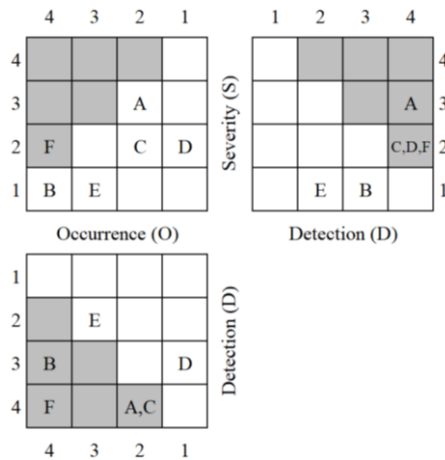 4 3 2 1
1 2 3 4
4
4
3 A
A 3
2 F C D
C,D,F 2
1 B E
E B 1
Severity (S)
Occurrence (O)
Detection (D)
1
2 E
3 B D
4 F A,C
4 3 2 1
Detection (D)